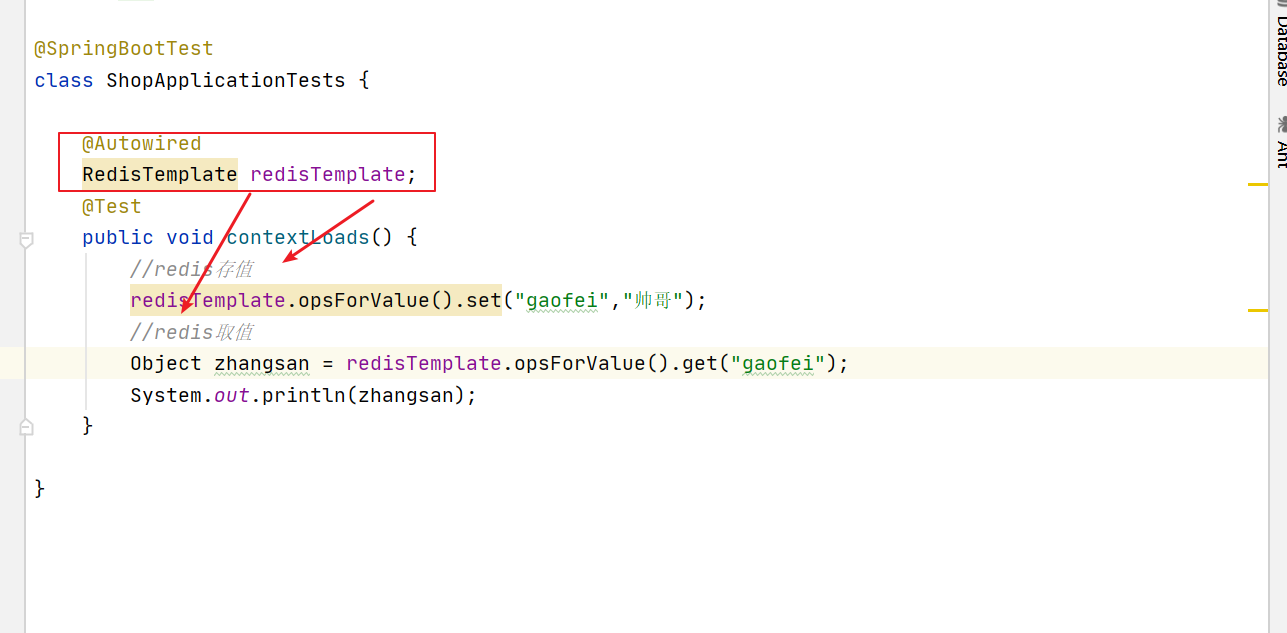 @SpringBootTest
class ShopApplicationTests {
@Autowired
RedisTemplate redisTemplate;
@Test
public void contextLoads() {
//redis存值
redisTemplate.opsForValue().set("gaofei","帅哥");
//redis取值
Object zhangsan = redisTemplate.opsForValue().get("gaofei");
System.out.println(zhangsan);
}
}
Database
Ant